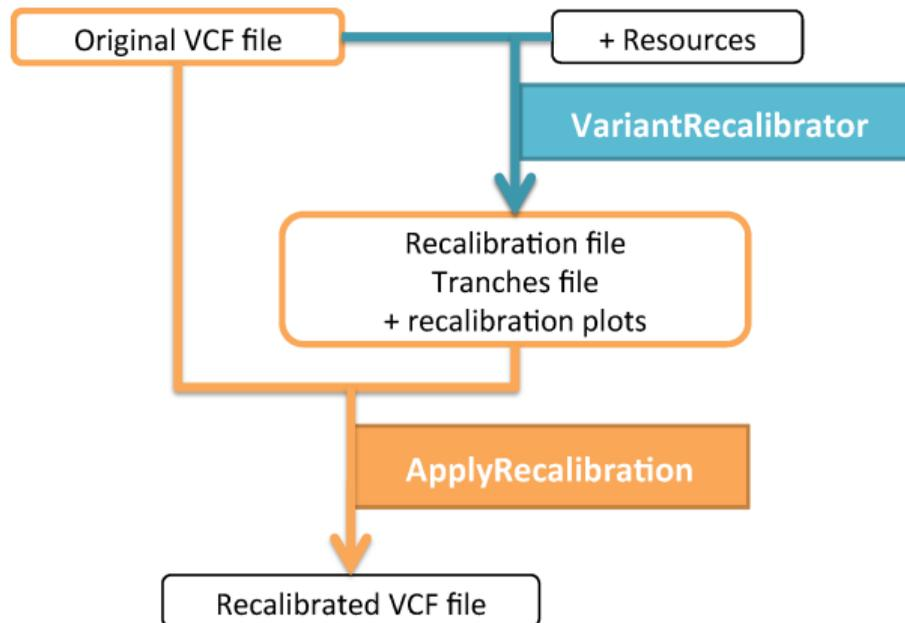 Original VCF file
+ Resources
VariantRecalibrator
Recalibration file
Tranches file
+ recalibration plots
ApplyRecalibration
Recalibrated VCF file